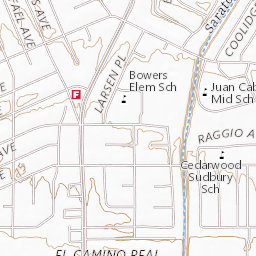 Bowers
Elem Sch
LARSEN PL
Juan
Mid Sch
RAGGIO A
Cedarwood
Sudbury
Sch
EL CAMINO REAL
F
S AVE
AEL AVE
Sarato
COOLIDGE